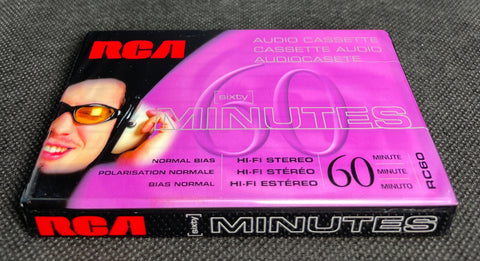 RCA
AUDIO CASSETTE
CASSETTE AUDIO
AUDIOCASETE
60
[sixty]
MINUTES
NORMAL BIAS HI-FI STEREO
POLARISATION NORMALE HI-FI STÉRÉO
BIAS NORMAL HI-FI ESTÉREO
60 MINUTE
MINUTE
MINUTO
RC60
RCA [sixty] MINUTES